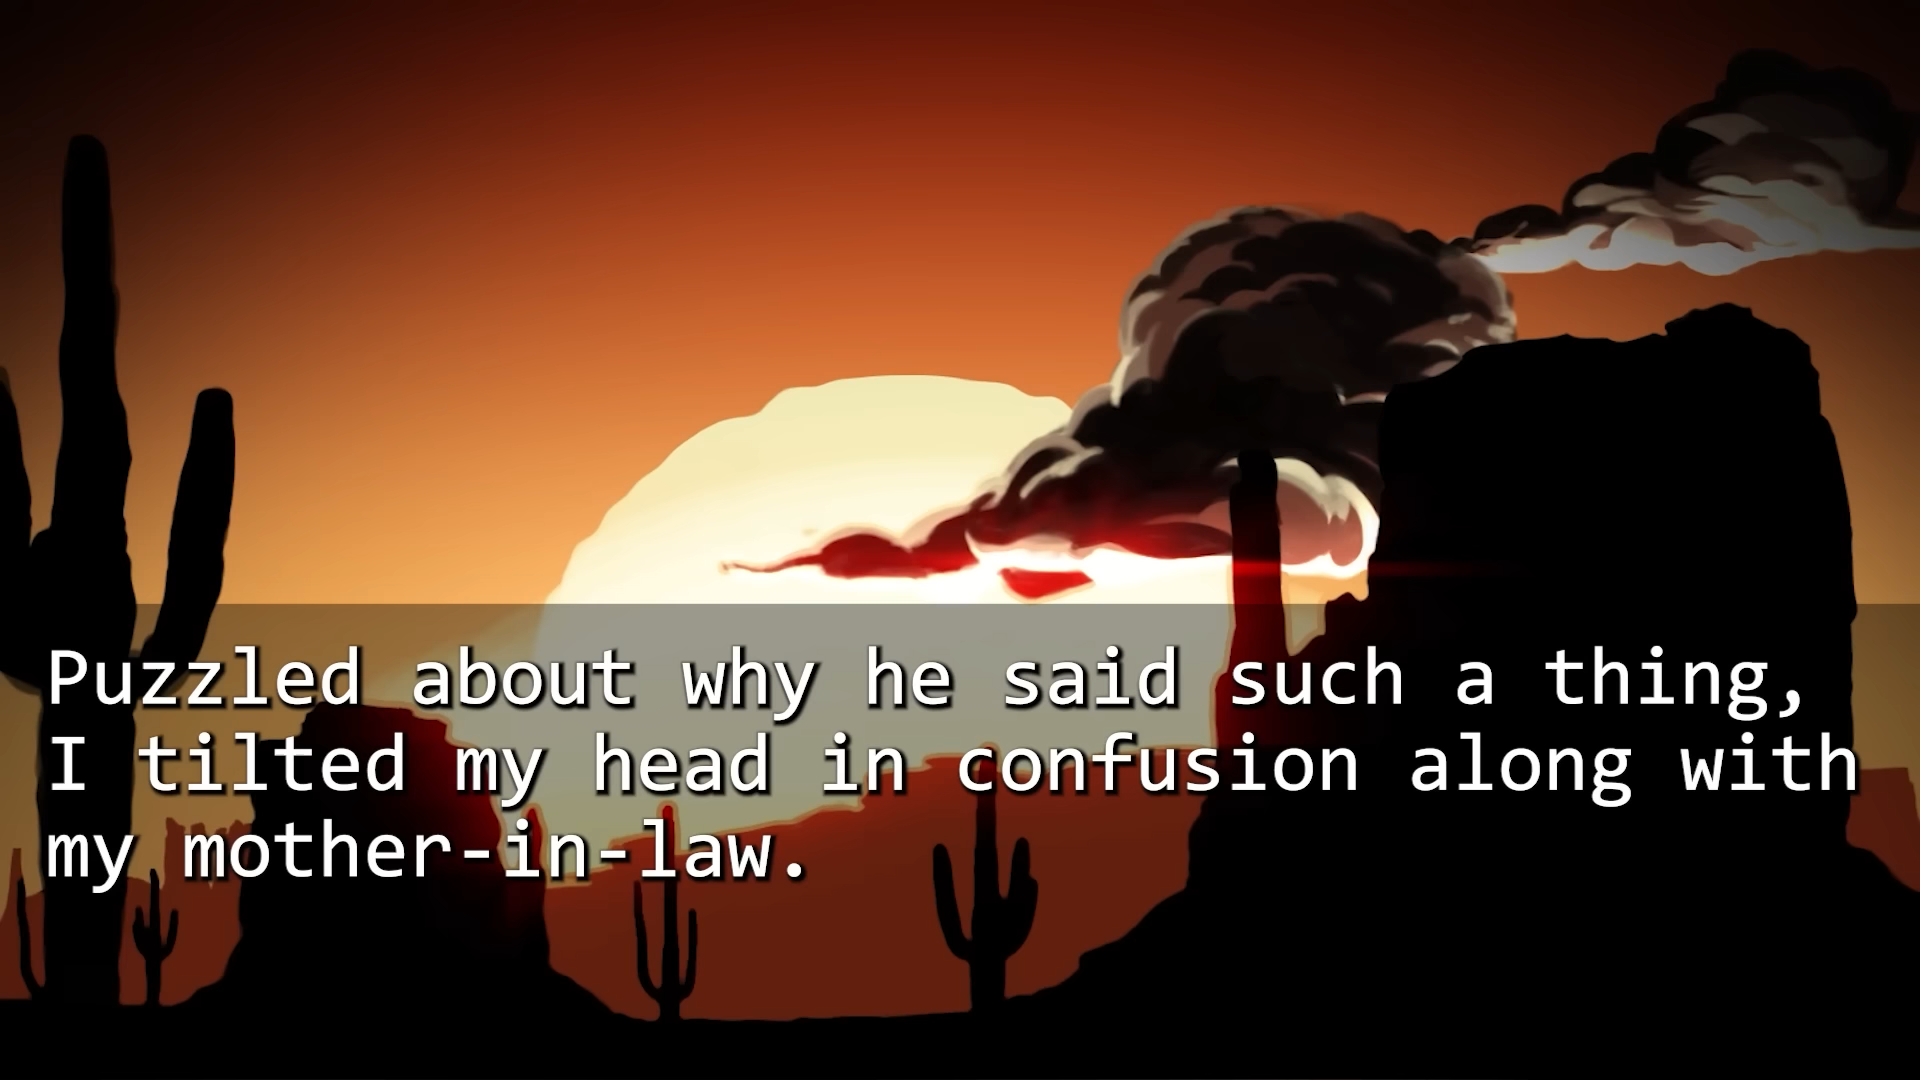 Puzzled about why he said such a thing,
I tilted my head in confusion along with
my mother-in-law.